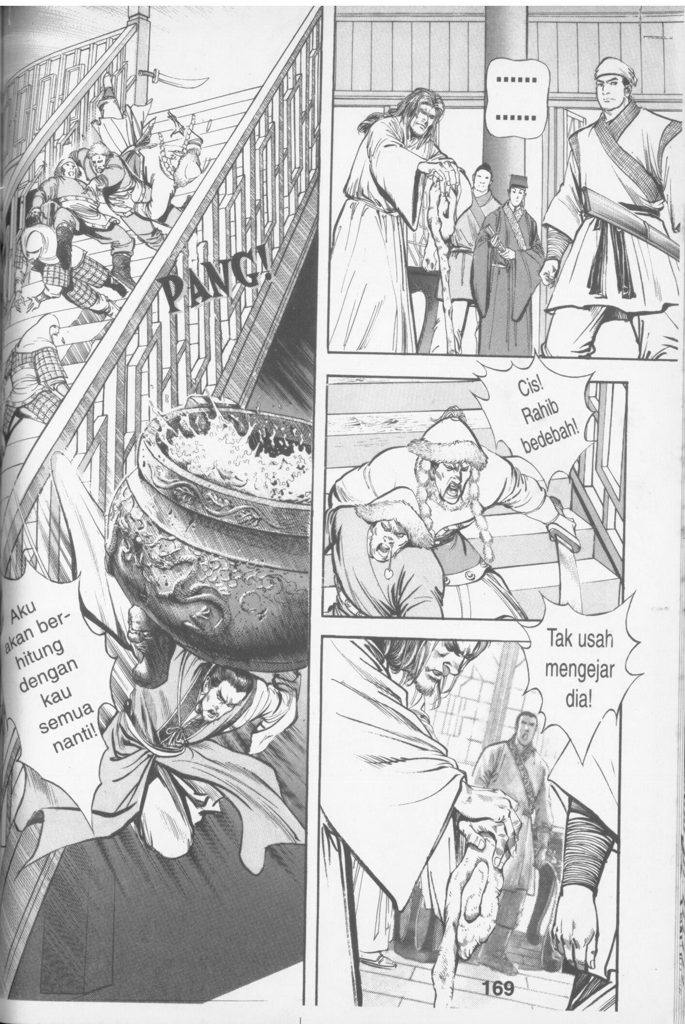 PANG!
Aku
akan ber-
hitung
dengan
kau
semua
nanti!
.......
.......
Cis!
Rahib
bedebah!
Tak usah
mengejar
dia!
169